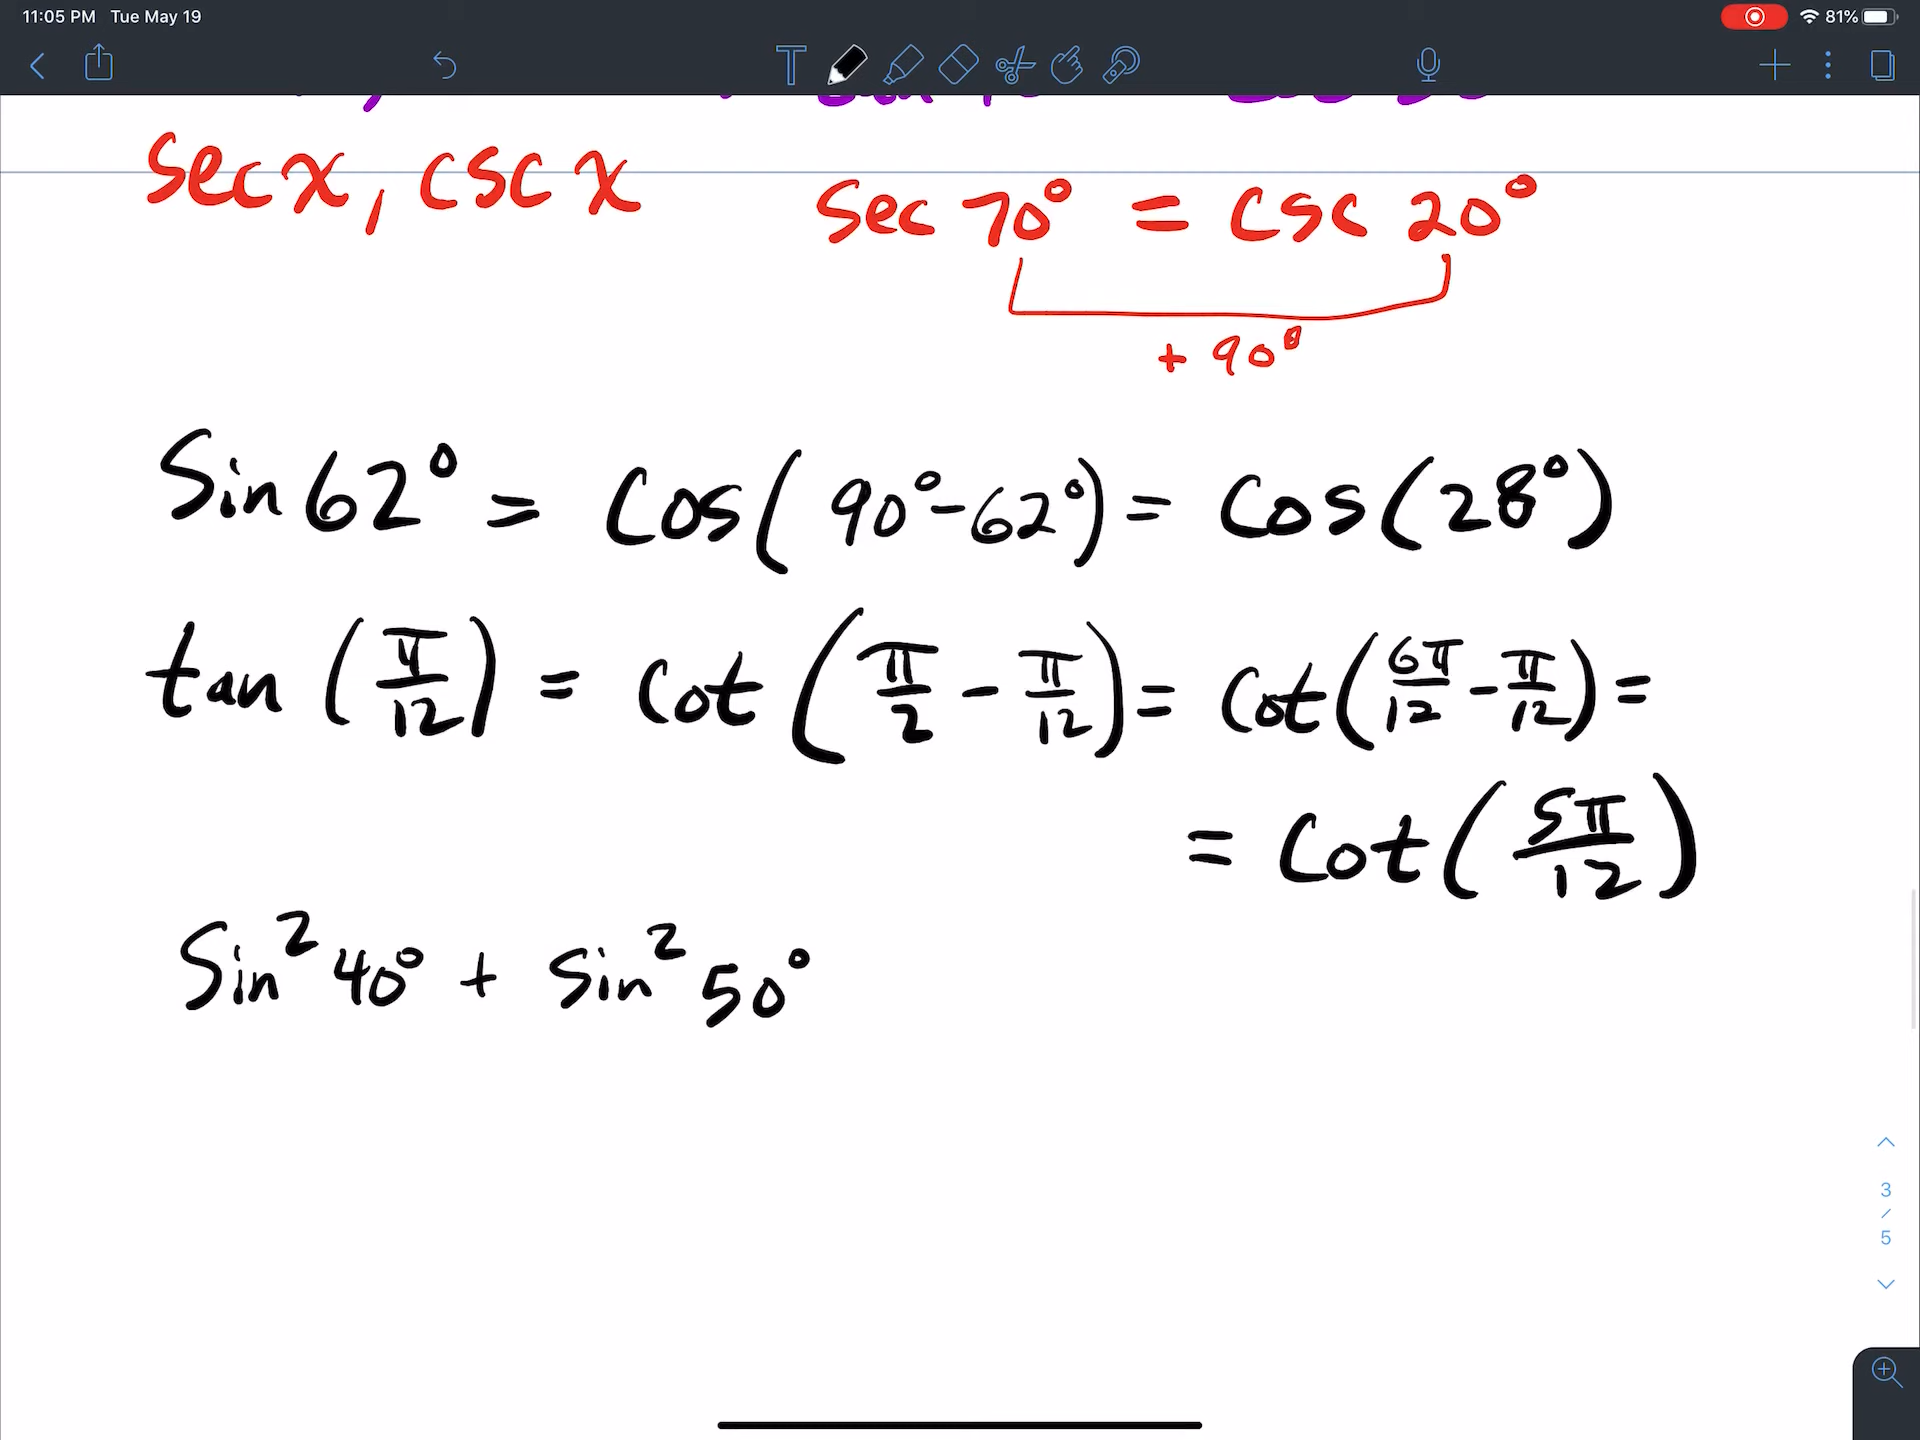 11:05 PM Tue May 19 81%
T
sec x, csc x
sec 70° = csc 20°
+ 90°
Sin 62° = cos(90°-62°) = cos(28°)
tan(π/12) = cot(π/2 - π/12) = cot(6π/12 - π/12) =
= cot(5π/12)
Sin² 40° + sin² 50°
3
/
5